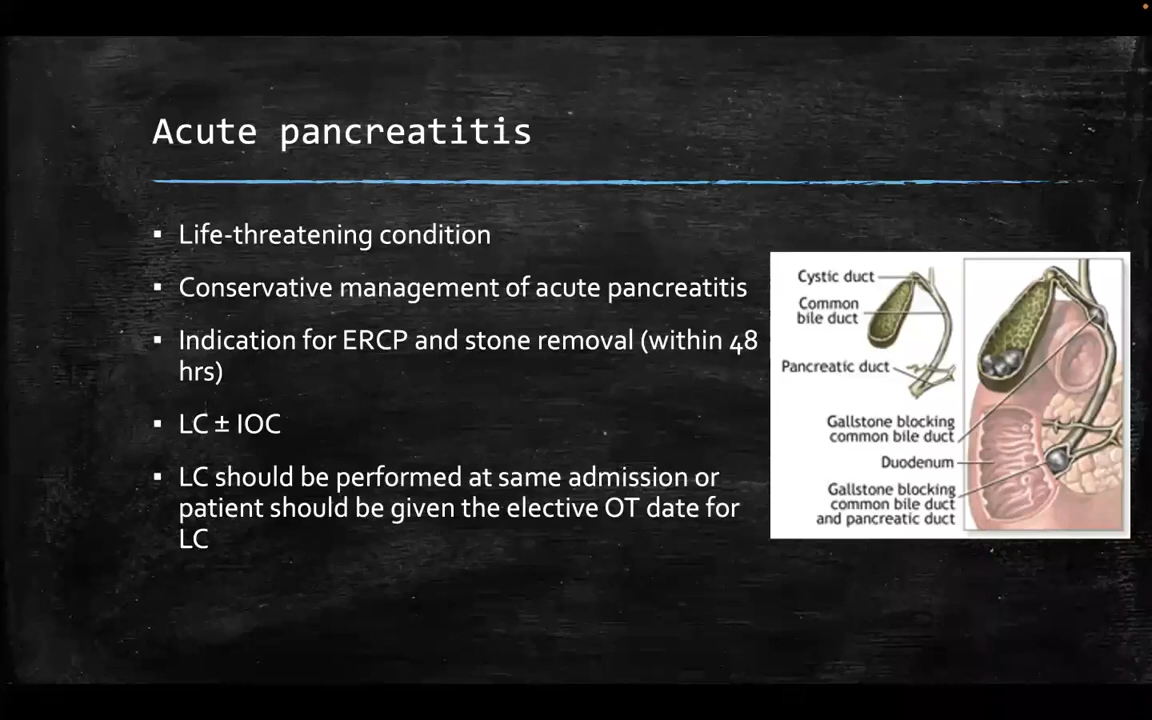 Acute pancreatitis
▪ Life-threatening condition
▪ Conservative management of acute pancreatitis
▪ Indication for ERCP and stone removal (within 48
hrs)
▪ LC ± IOC
▪ LC should be performed at same admission or
patient should be given the elective OT date for
LC
Cystic duct
Common
bile duct
Pancreatic duct
Gallstone blocking
common bile duct
Duodenum
Gallstone blocking
common bile duct
and pancreatic duct